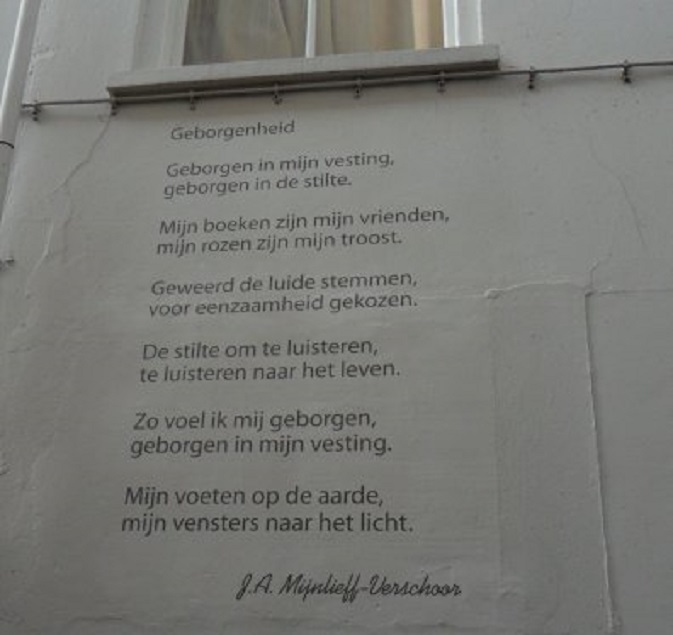 Geborgenheid
Geborgen in mijn vesting,
geborgen in de stilte.
Mijn boeken zijn mijn vrienden,
mijn rozen zijn mijn troost.
Geweerd de luide stemmen,
voor eenzaamheid gekozen.
De stilte om te luisteren,
te luisteren naar het leven.
Zo voel ik mij geborgen,
geborgen in mijn vesting.
Mijn voeten op de aarde,
mijn vensters naar het licht.
J.A. Mijnlieff-Verschoor